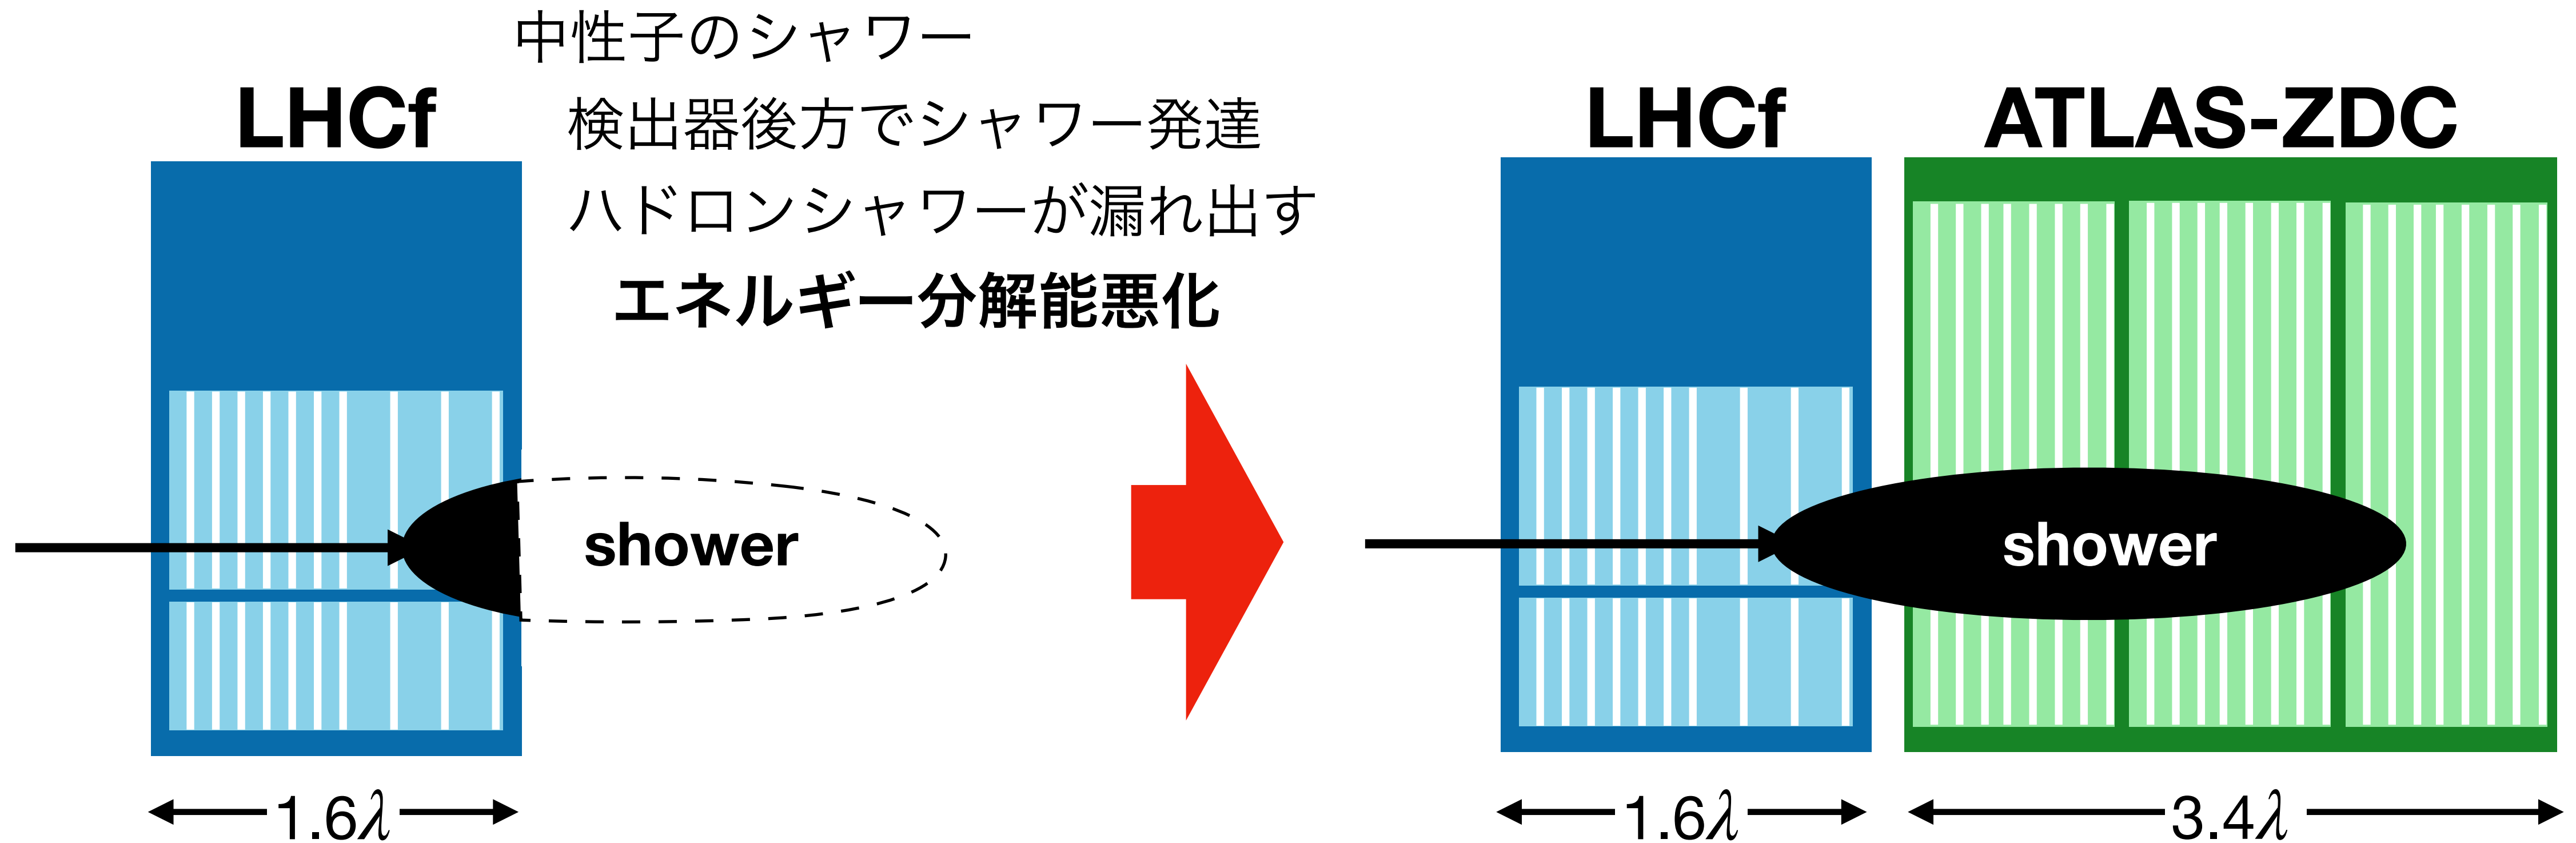 中性子のシャワー
検出器後方でシャワー発達
ハドロンシャワーが漏れ出す
エネルギー分解能悪化
LHCf
shower
1.6λ
LHCf
ATLAS-ZDC
shower
1.6λ
3.4λ